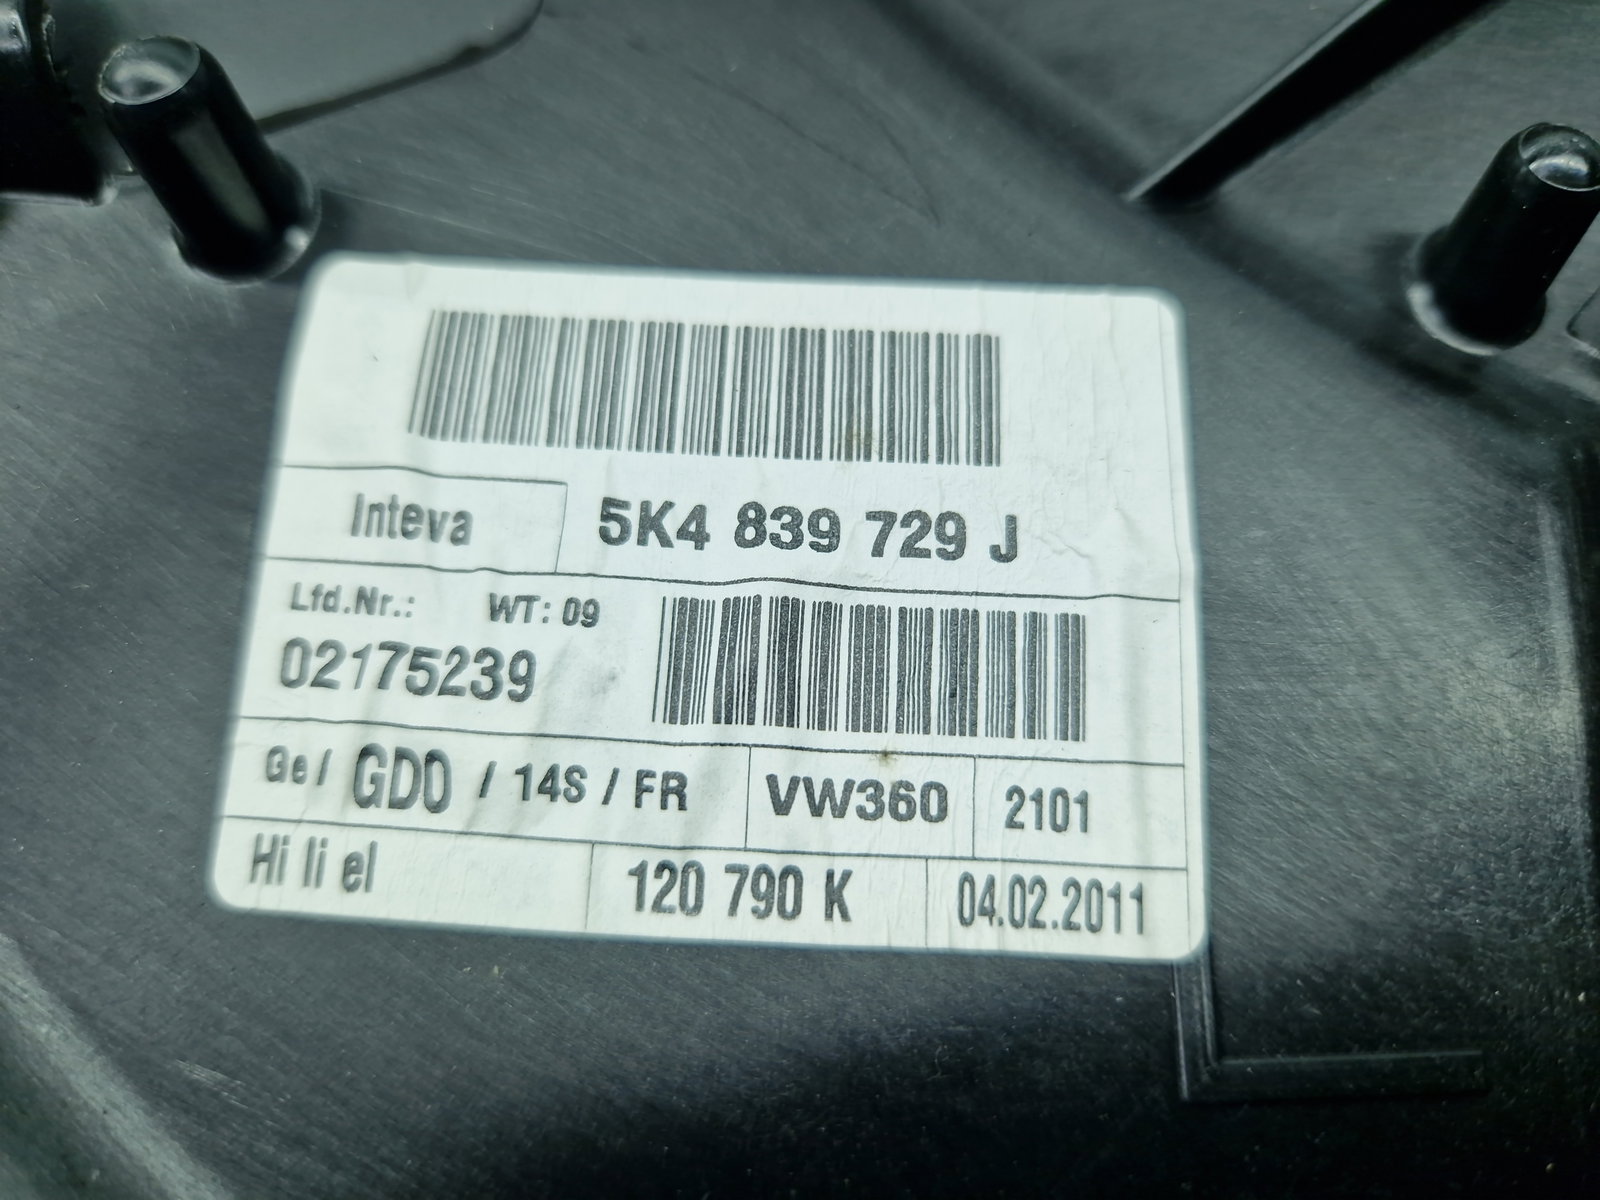 Inteva 5K4 839 729 J
Lfd.Nr.: WT: 09
02175239
Ge / GD0 / 14S / FR VW360 2101
Hi li el 120 790 K 04.02.2011